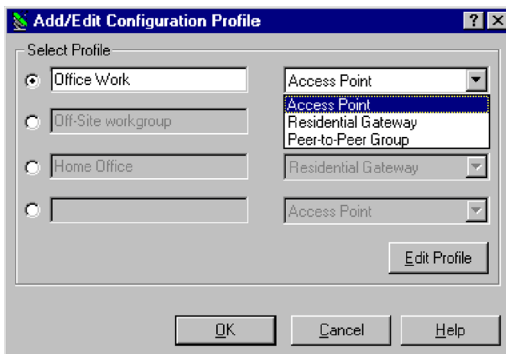 Add/Edit Configuration Profile
Select Profile
Office Work
Access Point
Access Point
Residential Gateway
Peer-to-Peer Group
Off-Site workgroup
Home Office
Residential Gateway
Access Point
Edit Profile
OK
Cancel
Help